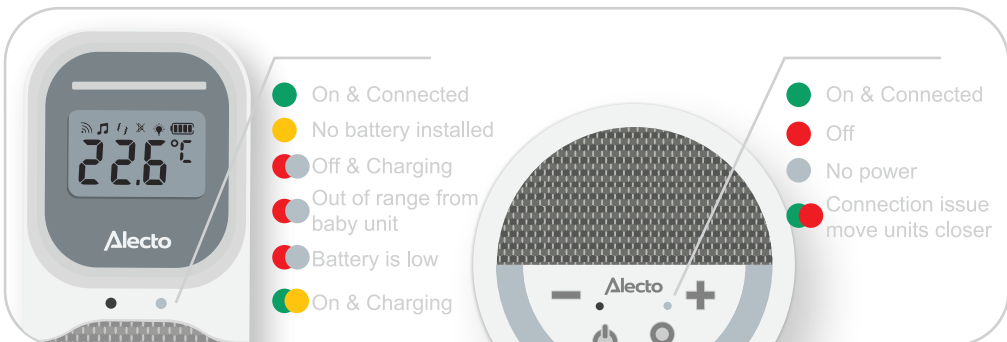 22.6°C
Alecto
On & Connected
No battery installed
Off & Charging
Out of range from
baby unit
Battery is low
On & Charging
Alecto
On & Connected
Off
No power
Connection issue
move units closer